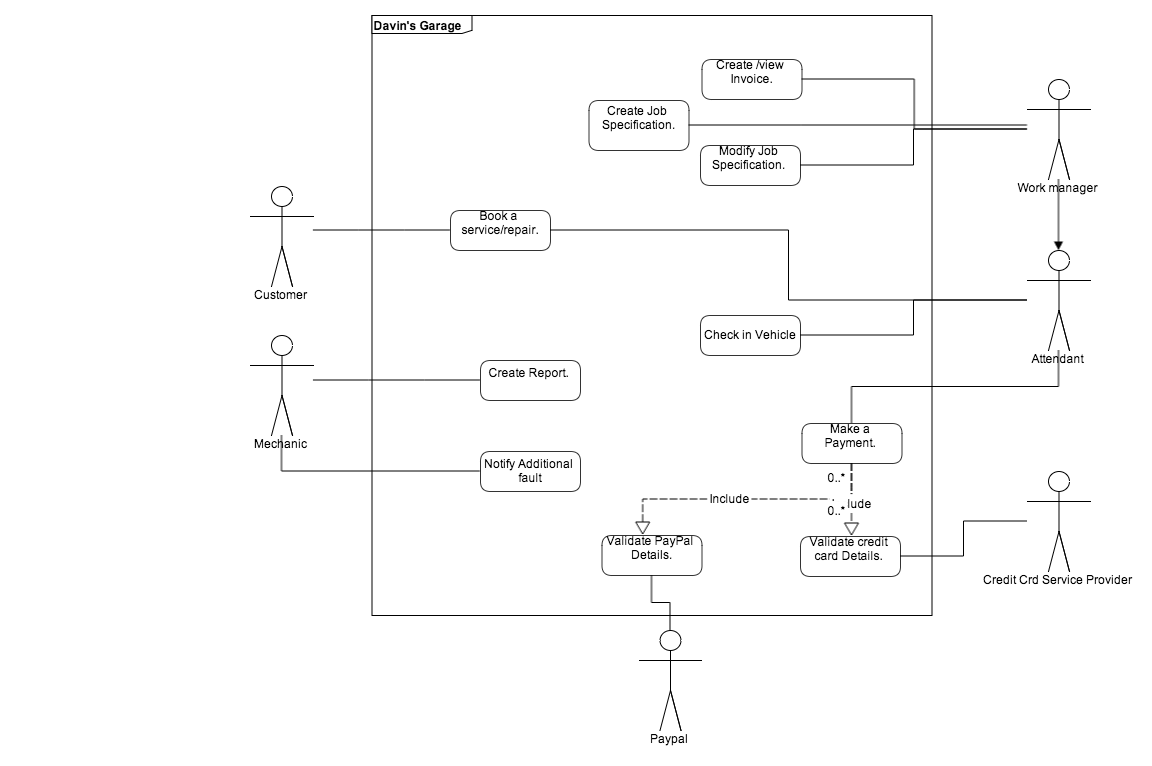 Davin's Garage
Create /view
Invoice.
Create Job
Specification.
Modify Job
Specification.
Work manager
Book a
service/repair.
Customer
Check in Vehicle
Attendant
Create Report.
Mechanic
Make a
Payment.
Notify Additional
fault
0..*
Include
lude
0..*
Validate PayPal
Details.
Validate credit
card Details.
Credit Crd Service Provider
Paypal